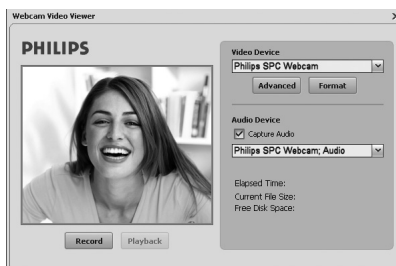 Webcam Video Viewer
X
PHILIPS
Record
Playback
Video Device
Philips SPC Webcam
Advanced
Format
Audio Device
Capture Audio
Philips SPC Webcam; Audio
Elapsed Time:
Current File Size:
Free Disk Space: